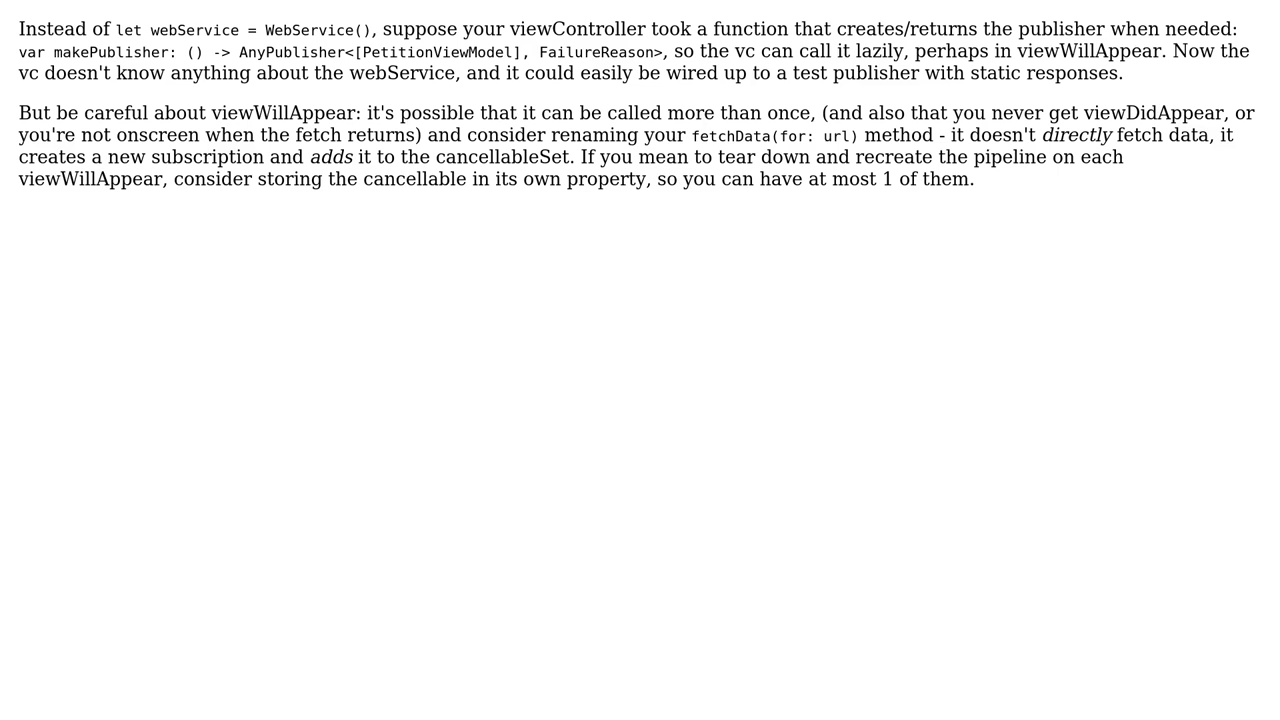 Instead of let webService = WebService(), suppose your viewController took a function that creates/returns the publisher when needed:
var makePublisher: () -> AnyPublisher<[PetitionViewModel], FailureReason>, so the vc can call it lazily, perhaps in viewWillAppear. Now the
vc doesn't know anything about the webService, and it could easily be wired up to a test publisher with static responses.
But be careful about viewWillAppear: it's possible that it can be called more than once, (and also that you never get viewDidAppear, or
you're not onscreen when the fetch returns) and consider renaming your fetchData(for: url) method - it doesn't directly fetch data, it
creates a new subscription and adds it to the cancellableSet. If you mean to tear down and recreate the pipeline on each
viewWillAppear, consider storing the cancellable in its own property, so you can have at most 1 of them.